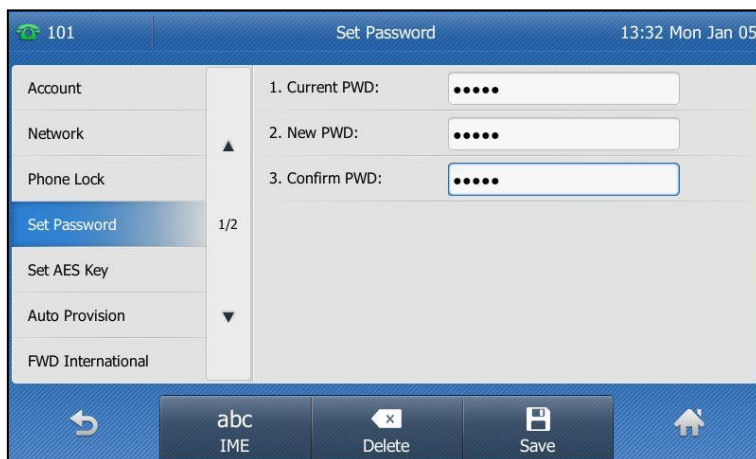 101 Set Password 13:32 Mon Jan 05
Account
Network
Phone Lock
Set Password
Set AES Key
Auto Provision
FWD International
1/2
1. Current PWD: •••••
2. New PWD: •••••
3. Confirm PWD: •••••
abc
IME
Delete
Save